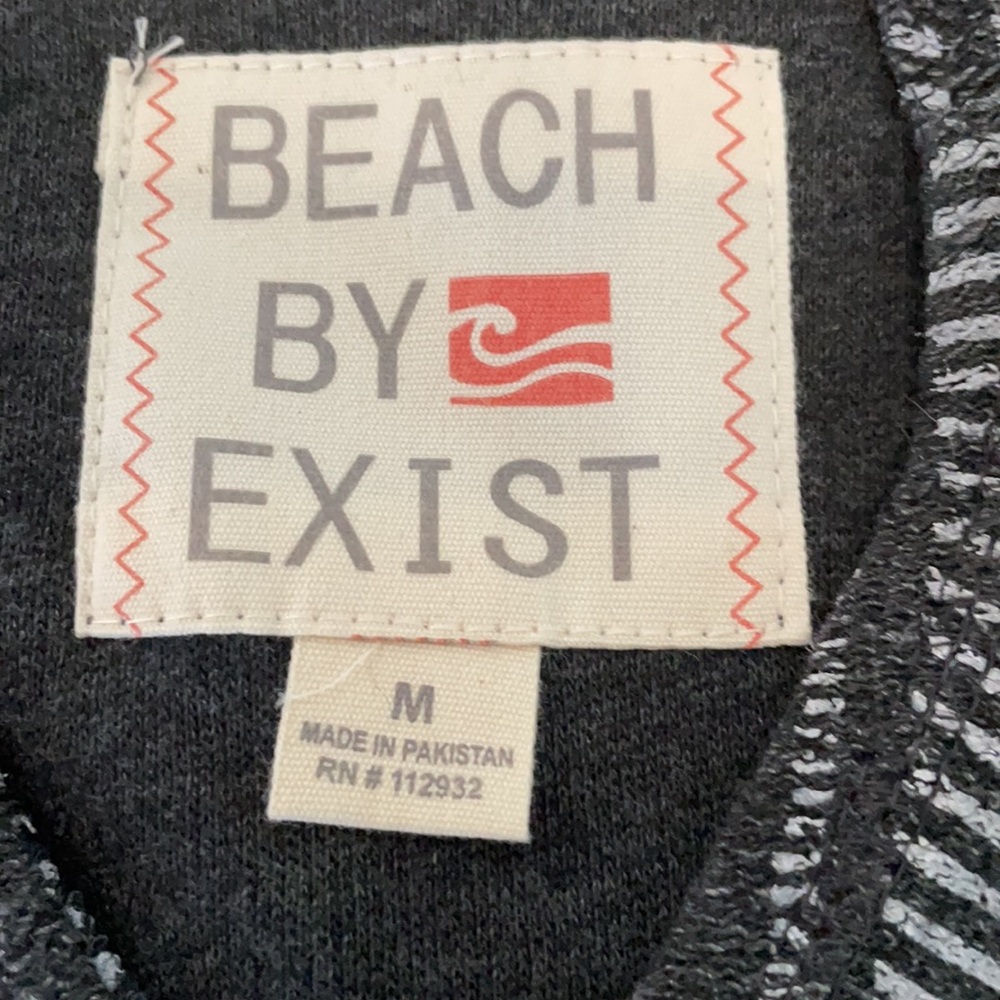 BEACH
BY
EXIST
M
MADE IN PAKISTAN
RN # 112932